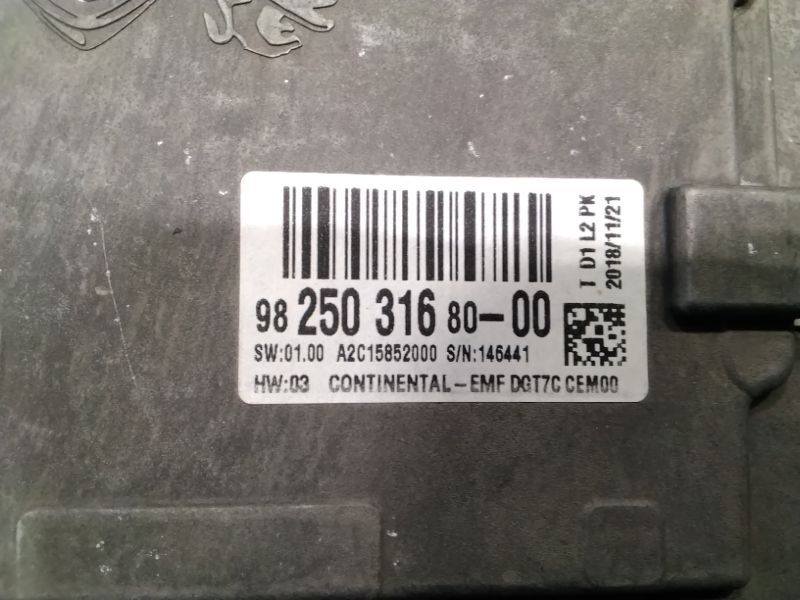 98 250 316 80-00
SW:01.00 A2C15852000 S/N:146441
HW:03 CONTINENTAL-EMF DGT7C CEM00
I D1 L2 PK
2018/11/21